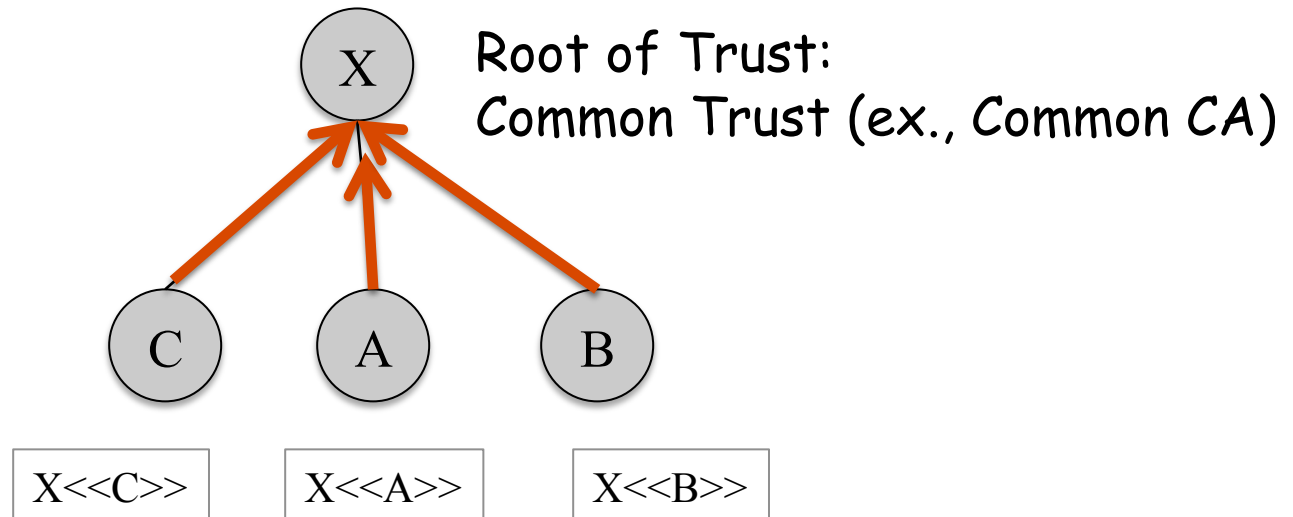 X
Root of Trust:
Common Trust (ex., Common CA)
C
A
B
X<<C>>
X<<A>>
X<<B>>